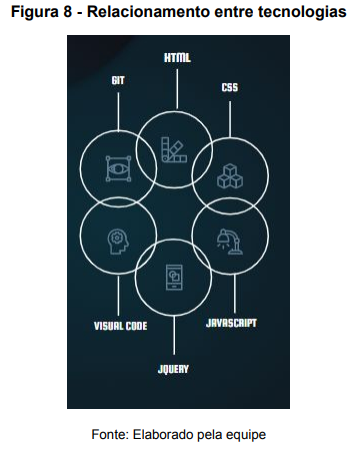 Figura 8 - Relacionamento entre tecnologias
HTML
GIT
CSS
VISUAL CODE
JAVASCRIPT
JQUERY
Fonte: Elaborado pela equipe